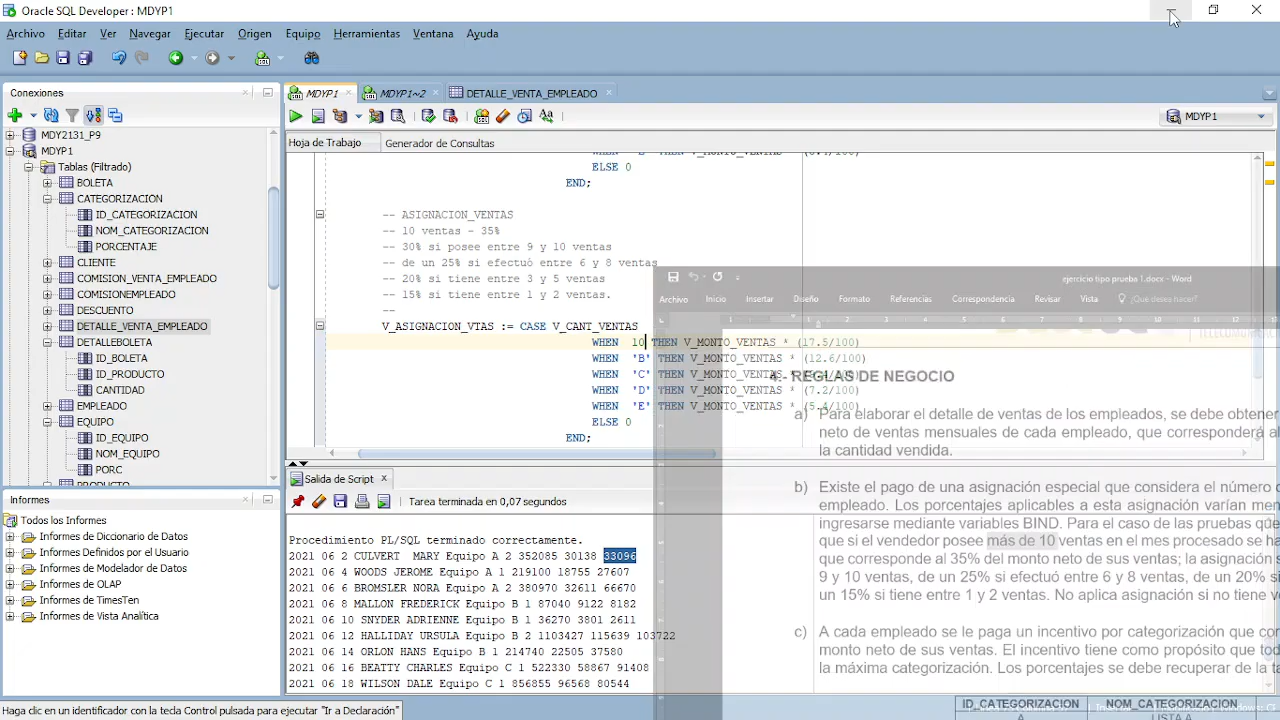 Oracle SQL Developer : MDYP1
Archivo Editar Ver Navegar Ejecutar Origen Equipo Herramientas Ventana Ayuda
Conexiones
MDY2131_P9
MDYP1
Tablas (Filtrado)
BOLETA
CATEGORIZACION
ID_CATEGORIZACION
NOM_CATEGORIZACION
PORCENTAJE
CLIENTE
COMISION_VENTA_EMPLEADO
COMISIONEMPLEADO
DESCUENTO
DETALLE_VENTA_EMPLEADO
DETALLEBOLETA
ID_BOLETA
ID_PRODUCTO
CANTIDAD
EMPLEADO
EQUIPO
ID_EQUIPO
NOM_EQUIPO
PORC
Informes
Todos los Informes
Informes de Diccionario de Datos
Informes Definidos por el Usuario
Informes de Modelador de Datos
Informes de OLAP
Informes de TimesTen
Informes de Vista Analítica
MDYP1 MDYP1~2 DETALLE_VENTA_EMPLEADO
MDYP1
Hoja de Trabajo Generador de Consultas
ELSE 0
END;
-- ASIGNACION_VENTAS
-- 10 ventas - 35%
-- 30% si posee entre 9 y 10 ventas
-- de un 25% si efectuó entre 6 y 8 ventas
-- 20% si tiene entre 3 y 5 ventas
-- 15% si tiene entre 1 y 2 ventas.
--
V_ASIGNACION_VTAS := CASE V_CANT_VENTAS
WHEN 10 THEN V_MONTO_VENTAS * (17.5/100)
WHEN 'B' THEN V_MONTO_VENTAS * (12.6/100)
WHEN 'C' THEN V_MONTO_VENTAS *
WHEN 'D' THEN V_MONTO_VENTAS * (7.2/100)
WHEN 'E' THEN V_MONTO_VENTAS * (5.4/100)
ELSE 0
END;
Salida de Script
Tarea terminada en 0,07 segundos
Procedimiento PL/SQL terminado correctamente.
2021 06 2 CULVERT MARY Equipo A 2 352085 30138 33096
2021 06 4 WOODS JEROME Equipo A 1 219100 18755 27607
2021 06 6 BROMSLER NORA Equipo A 2 380970 32611 66670
2021 06 8 MALLON FREDERICK Equipo B 1 87040 9122 8182
2021 06 10 SNYDER ADRIENNE Equipo B 1 36270 3801 2611
2021 06 12 HALLIDAY URSULA Equipo B 2 1103427 115639 103722
2021 06 14 ORLON HANS Equipo B 1 214740 22505 37580
2021 06 16 BEATTY CHARLES Equipo C 1 522330 58867 91408
2021 06 18 WILSON DALE Equipo C 1 856855 96568 80544
ejercicio tipo prueba 1.docx - Word
Archivo Inicio Insertar Diseño Formato Referencias Correspondencia Revisar Vista ¿Qué desea hacer?
4.- REGLAS DE NEGOCIO
a) Para elaborar el detalle de ventas de los empleados, se debe obtener
neto de ventas mensuales de cada empleado, que corresponderá al
la cantidad vendida.
b) Existe el pago de una asignación especial que considera el número
empleado. Los porcentajes aplicables a esta asignación varían
ingresarse mediante variables BIND. Para el caso de las pruebas
que si el vendedor posee más de 10 ventas en el mes procesado se
que corresponde al 35% del monto neto de sus ventas; la asignación
9 y 10 ventas, de un 25% si efectuó entre 6 y 8 ventas, de un 20%
un 15% si tiene entre 1 y 2 ventas. No aplica asignación si no tiene
c) A cada empleado se le paga un incentivo por categorización que
monto neto de sus ventas. El incentivo tiene como propósito que
la máxima categorización. Los porcentajes se debe recuperar de la
ID_CATEGORIZACION NOM_CATEGORIZACION
A LISTA A
Haga clic en un identificador con la tecla Control pulsada para ejecutar "Ir a Declaración"